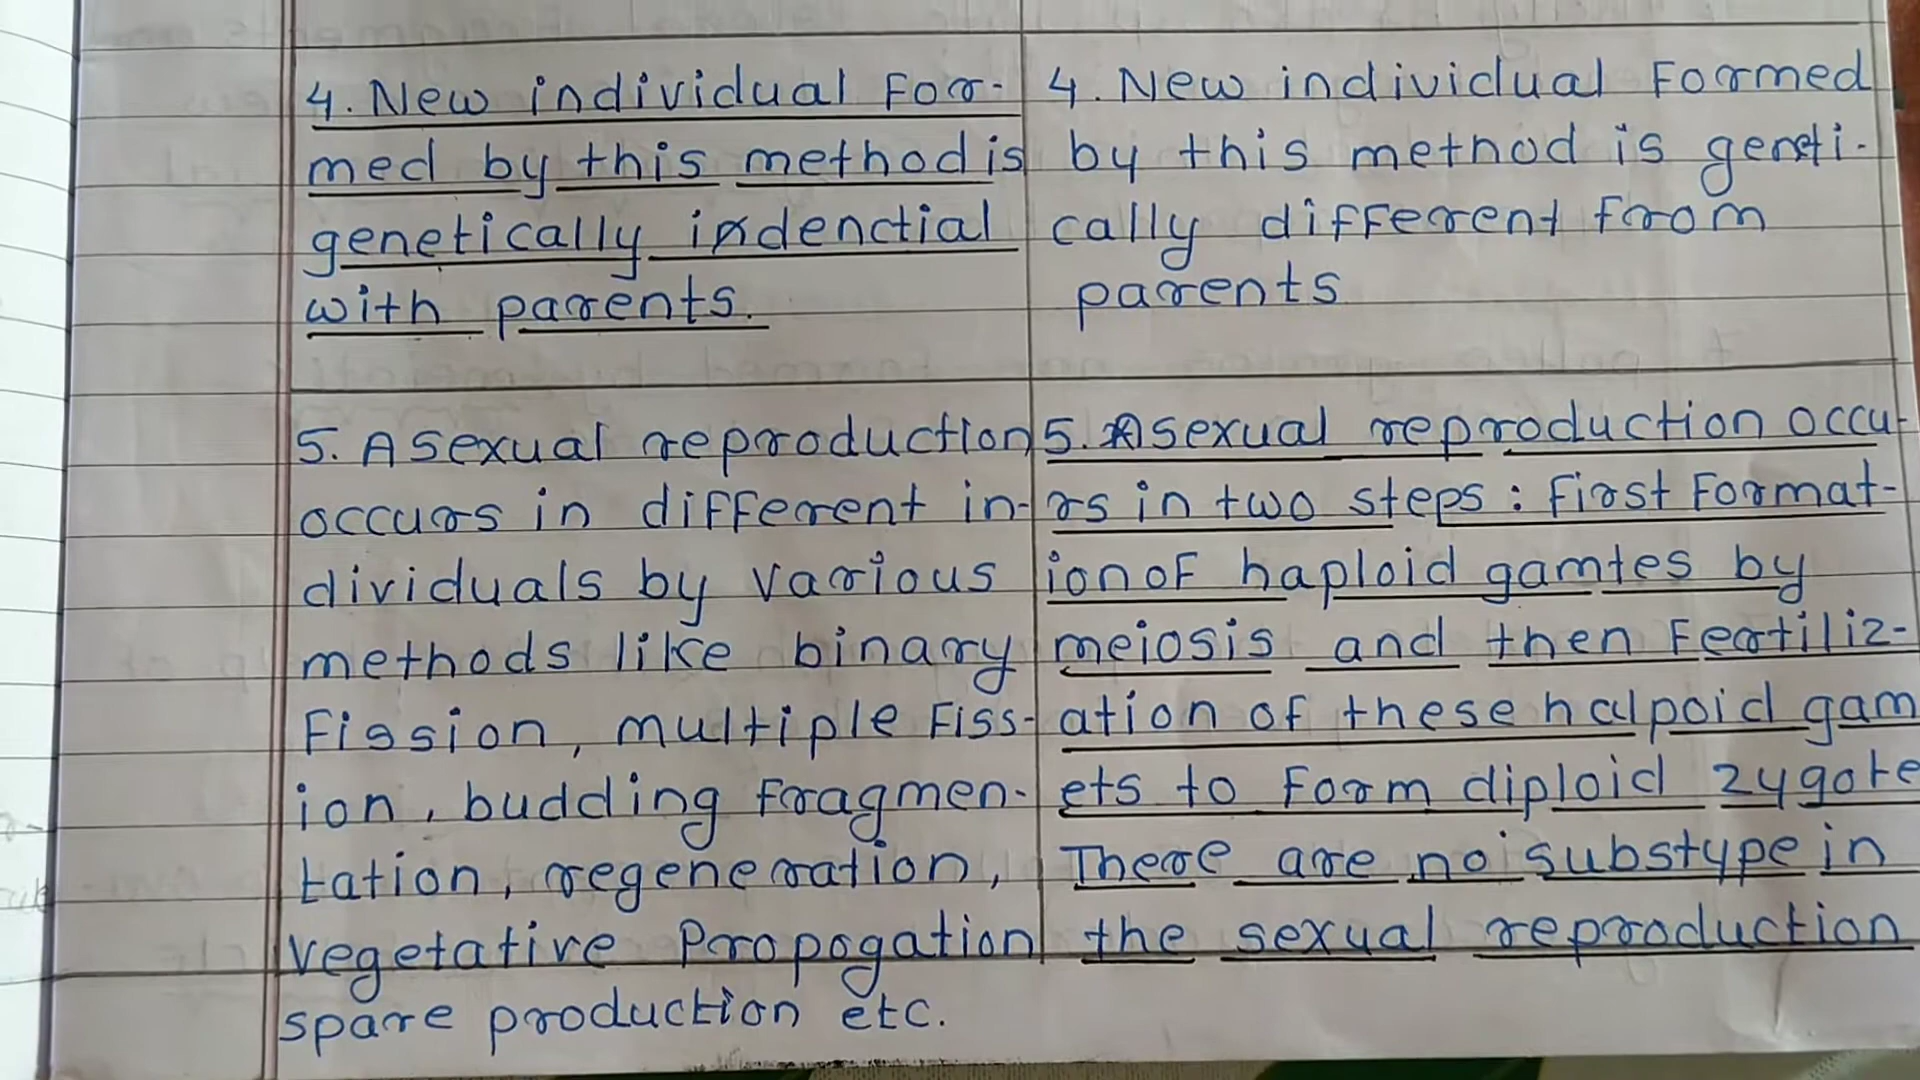 4. New individual For-
med by this method is
genetically indenctial
with parents.
4. New individual Formed
by this method is geneti-
cally different from
parents
5. Asexual reproduction
occurs in different in-
dividuals by various
methods like binary
Fission, multiple Fiss-
ion, budding fragmen-
tation, regeneration,
vegetative Propogation
spare production etc.
5. Asexual reproduction occu-
rs in two steps: First Format-
ion of haploid gamtes by
meiosis and then Fertiliz-
ation of these halpoid gam
ets to Form diploid zygote
There are no substype in
the sexual reproduction